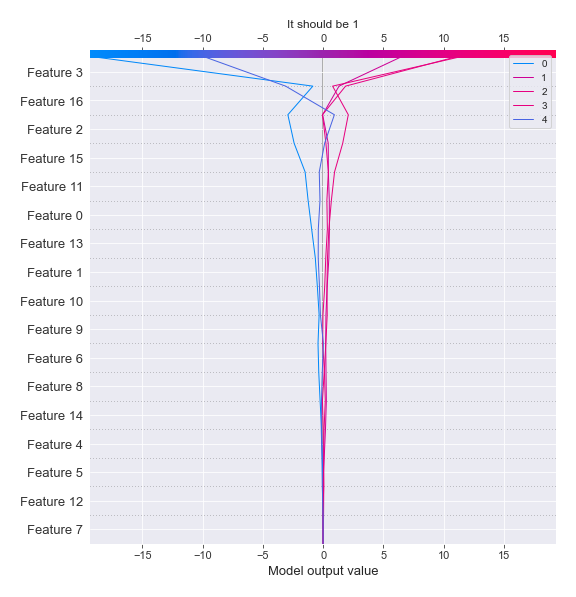 It should be 1
−15 −10 −5 0 5 10 15
0
1
2
3
4
Feature 3
Feature 16
Feature 2
Feature 15
Feature 11
Feature 0
Feature 13
Feature 1
Feature 10
Feature 9
Feature 6
Feature 8
Feature 14
Feature 4
Feature 5
Feature 12
Feature 7
−15 −10 −5 0 5 10 15
Model output value